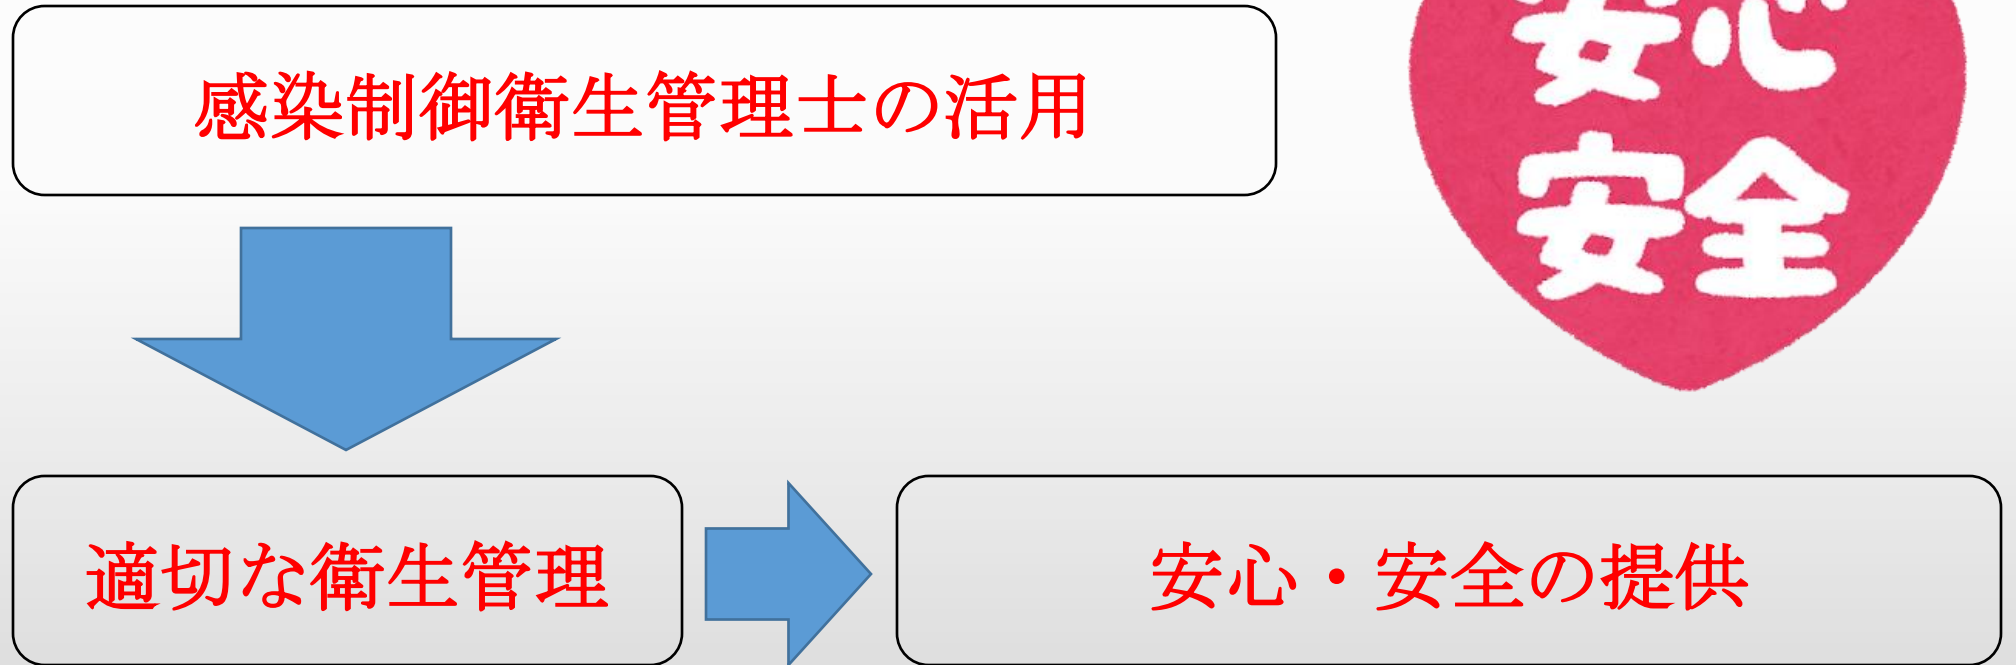 感染制御衛生管理士の活用
安心
安全
適切な衛生管理
安心・安全の提供